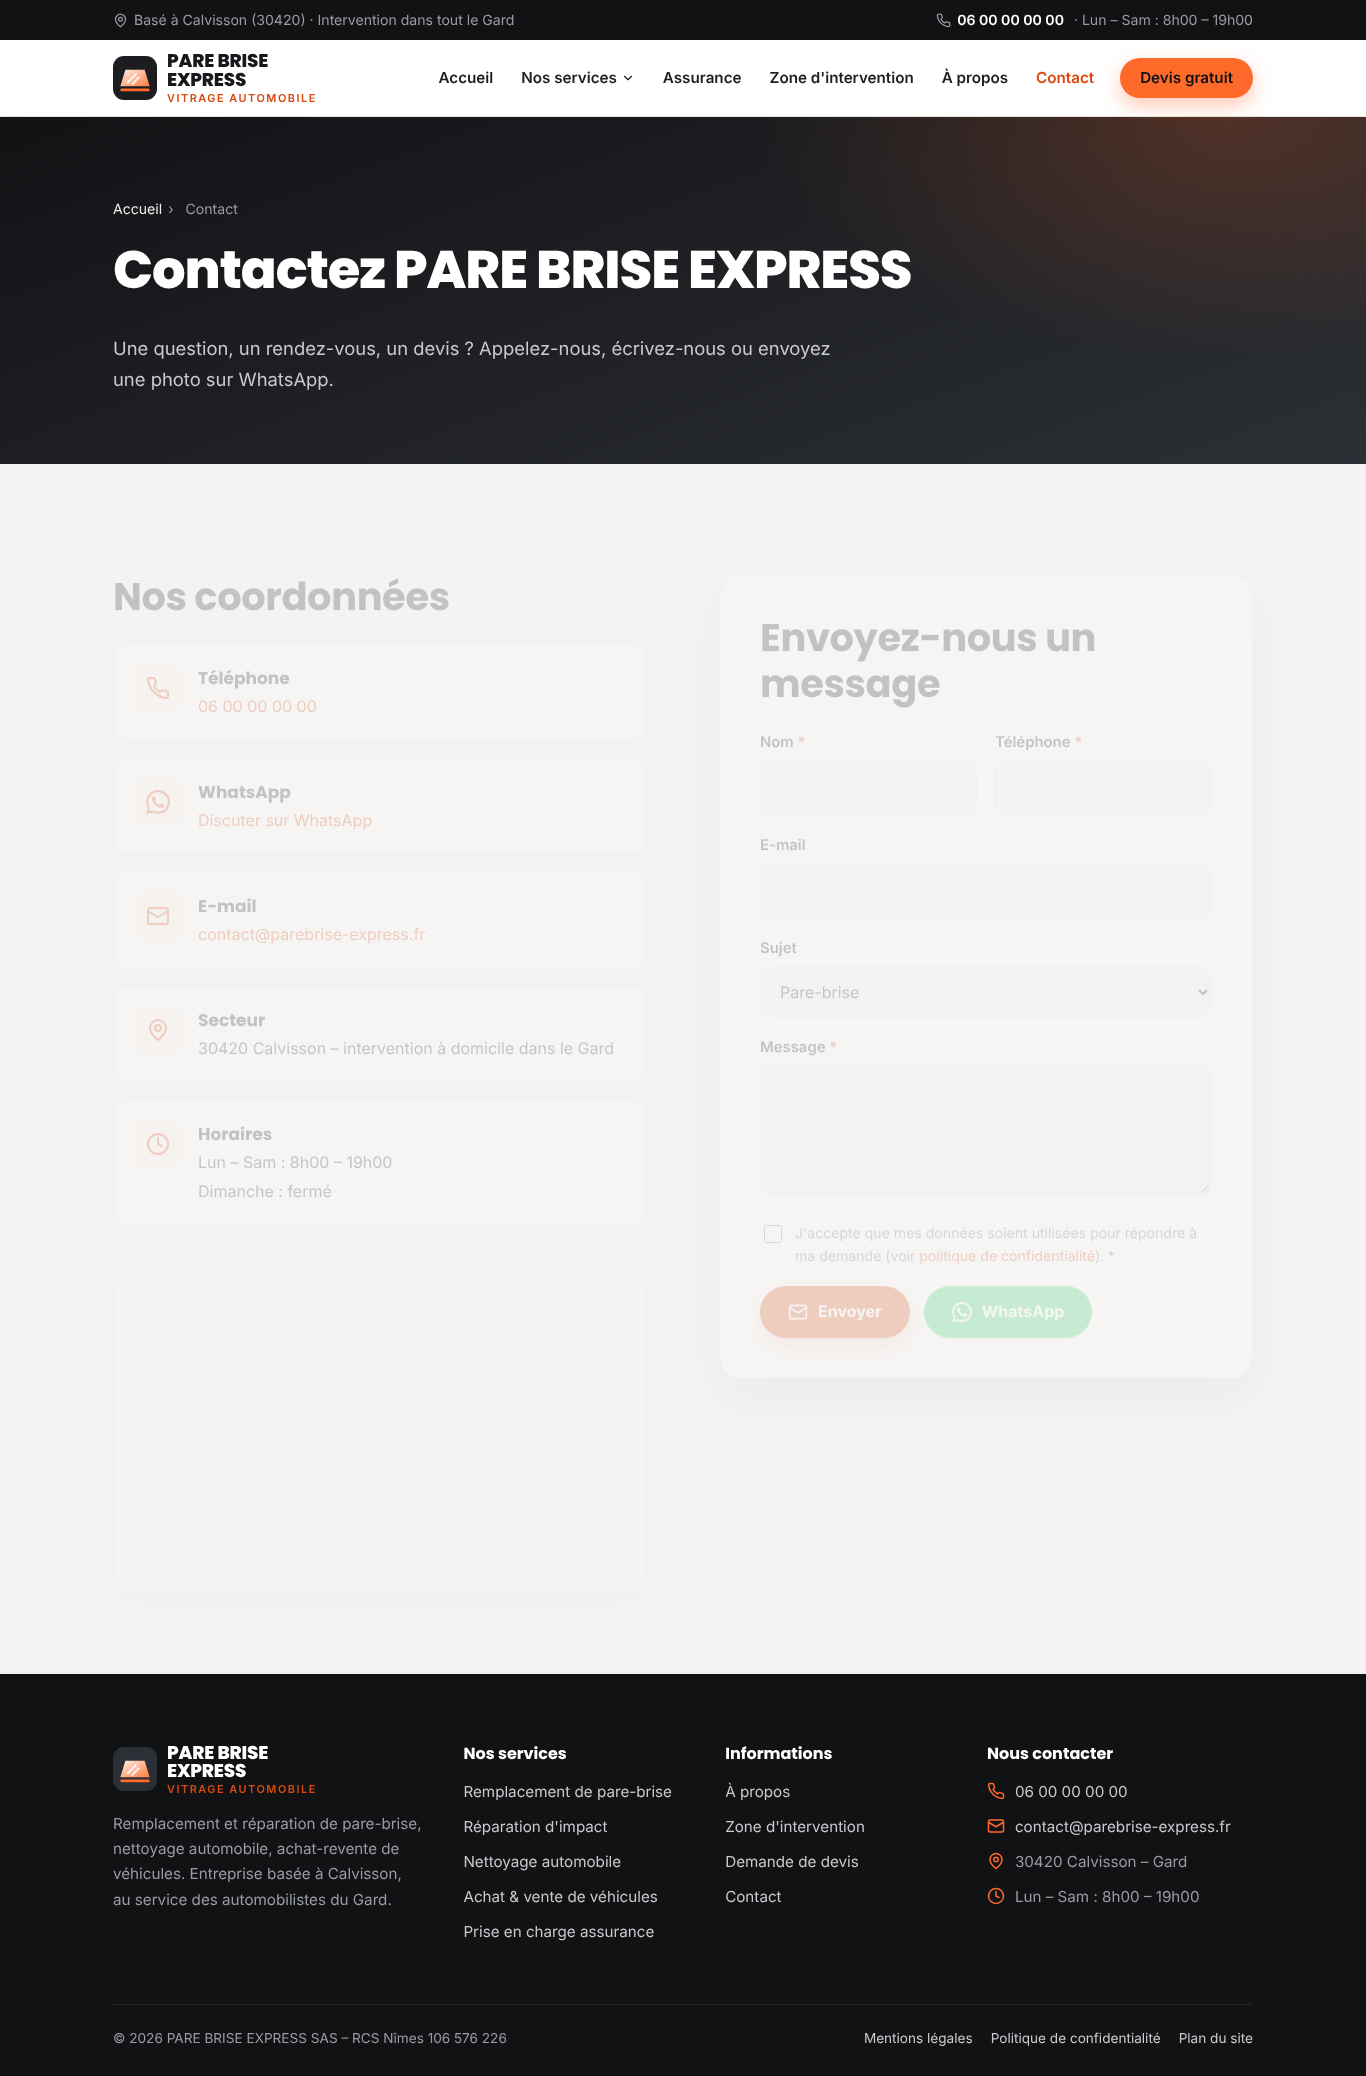 Basé à Calvisson (30420) · Intervention dans tout le Gard
06 00 00 00 00 · Lun – Sam : 8h00 – 19h00
PARE BRISE
EXPRESS
VITRAGE AUTOMOBILE
Accueil Nos services Assurance Zone d'intervention À propos Contact Devis gratuit
Accueil › Contact
Contactez PARE BRISE EXPRESS
Une question, un rendez-vous, un devis ? Appelez-nous, écrivez-nous ou envoyez
une photo sur WhatsApp.
Nos coordonnées
Téléphone
06 00 00 00 00
WhatsApp
Discuter sur WhatsApp
E-mail
contact@parebrise-express.fr
Secteur
30420 Calvisson – intervention à domicile dans le Gard
Horaires
Lun – Sam : 8h00 – 19h00
Dimanche : fermé
Envoyez-nous un
message
Nom * Téléphone *
E-mail
Sujet
Pare-brise
Message *
J'accepte que mes données soient utilisées pour répondre à
ma demande (voir politique de confidentialité). *
Envoyer WhatsApp
PARE BRISE
EXPRESS
VITRAGE AUTOMOBILE
Remplacement et réparation de pare-brise,
nettoyage automobile, achat-revente de
véhicules. Entreprise basée à Calvisson,
au service des automobilistes du Gard.
Nos services
Remplacement de pare-brise
Réparation d'impact
Nettoyage automobile
Achat & vente de véhicules
Prise en charge assurance
Informations
À propos
Zone d'intervention
Demande de devis
Contact
Nous contacter
06 00 00 00 00
contact@parebrise-express.fr
30420 Calvisson – Gard
Lun – Sam : 8h00 – 19h00
© 2026 PARE BRISE EXPRESS SAS – RCS Nîmes 106 576 226
Mentions légales Politique de confidentialité Plan du site